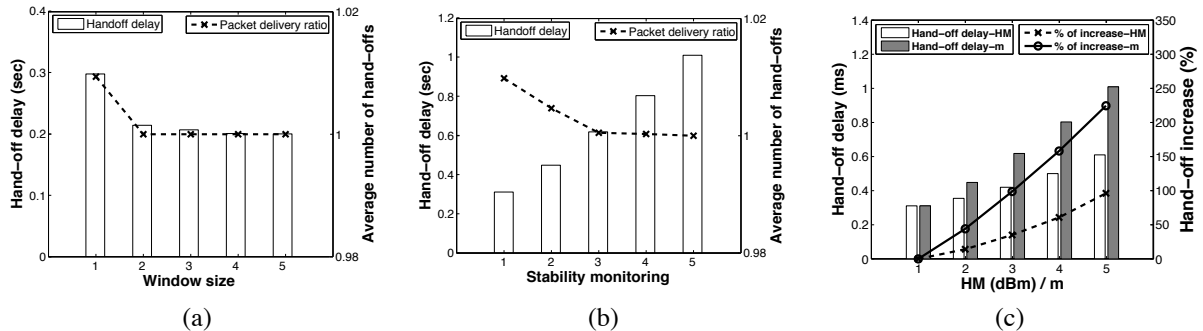 Handoff delay
Packet delivery ratio
Hand−off delay (sec)
0.4
0.3
0.2
0.1
0
1.02
1
0.98
Average number of hand−offs
1 2 3 4 5
Window size
(a)
Handoff delay
Packet delivery ratio
Hand−off delay (sec)
1.2
1
0.8
0.6
0.4
0.2
0
1.02
1
0.98
Average number of hand−offs
1 2 3 4 5
Stability monitoring
(b)
Hand−off delay−HM
Hand−off delay−m
% of increase−HM
% of increase−m
Hand−off delay (ms)
1.4
1.2
1
0.8
0.6
0.4
0.2
0
350
300
250
200
150
100
50
0
Hand−off increase (%)
1 2 3 4 5
HM (dBm) / m
(c)